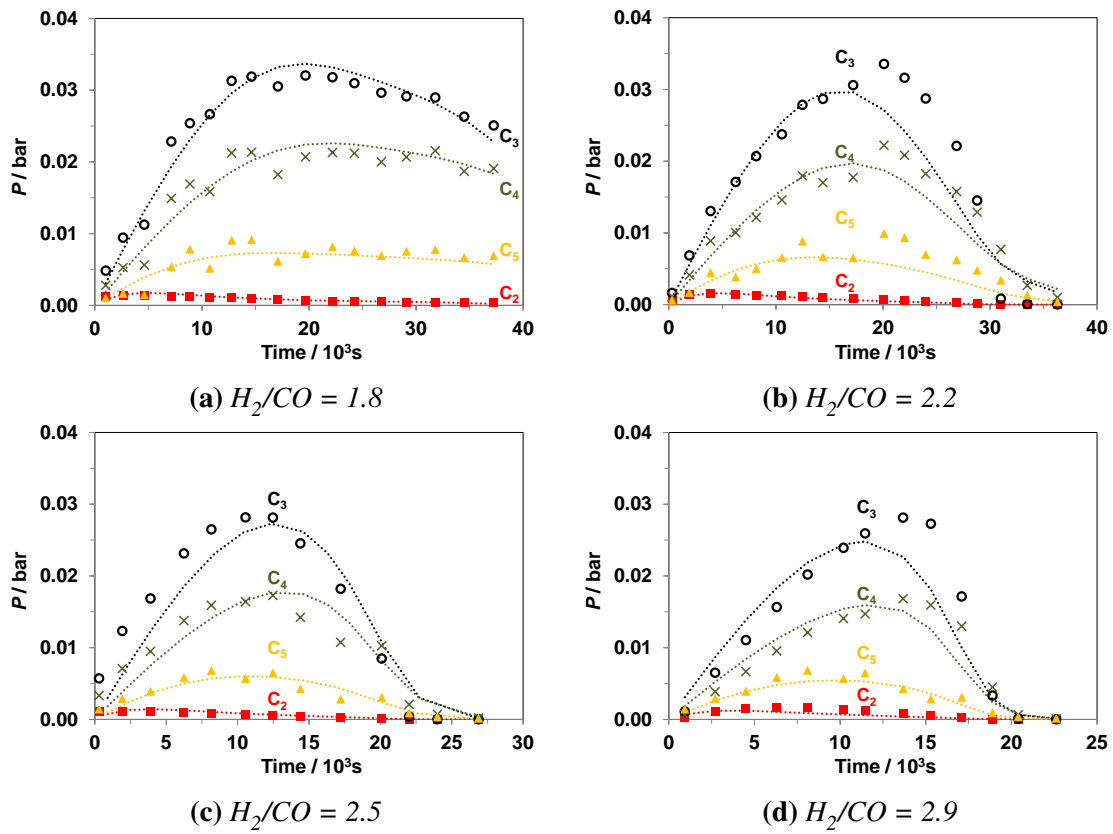 0.04
0.03
0.02
0.01
0.00
P / bar
C3
C4
C5
C2
0 10 20 30 40
Time / 10³s
(a) H2/CO = 1.8
0.04
0.03
0.02
0.01
0.00
P / bar
C3
C4
C5
C2
0 10 20 30 40
Time / 10³s
(b) H2/CO = 2.2
0.04
0.03
0.02
0.01
0.00
P / bar
C3
C4
C5
C2
0 5 10 15 20 25 30
Time / 10³s
(c) H2/CO = 2.5
0.04
0.03
0.02
0.01
0.00
P / bar
C3
C4
C5
C2
0 5 10 15 20 25
Time / 10³s
(d) H2/CO = 2.9